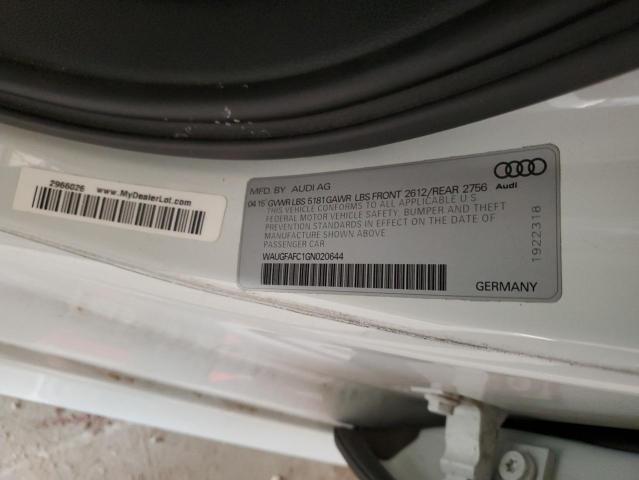 2966026 www.MyDealerLot.com
MFD. BY AUDI AG
04.15 GVWR LBS 5181GAWR LBS FRONT 2612/REAR 2756
THIS VEHICLE CONFORMS TO ALL APPLICABLE U.S.
FEDERAL MOTOR VEHICLE SAFETY, BUMPER AND THEFT
PREVENTION STANDARDS IN EFFECT ON THE DATE OF
MANUFACTURE SHOWN ABOVE.
PASSENGER CAR
WAUGFAFC1GN020644
Audi
1922318
GERMANY